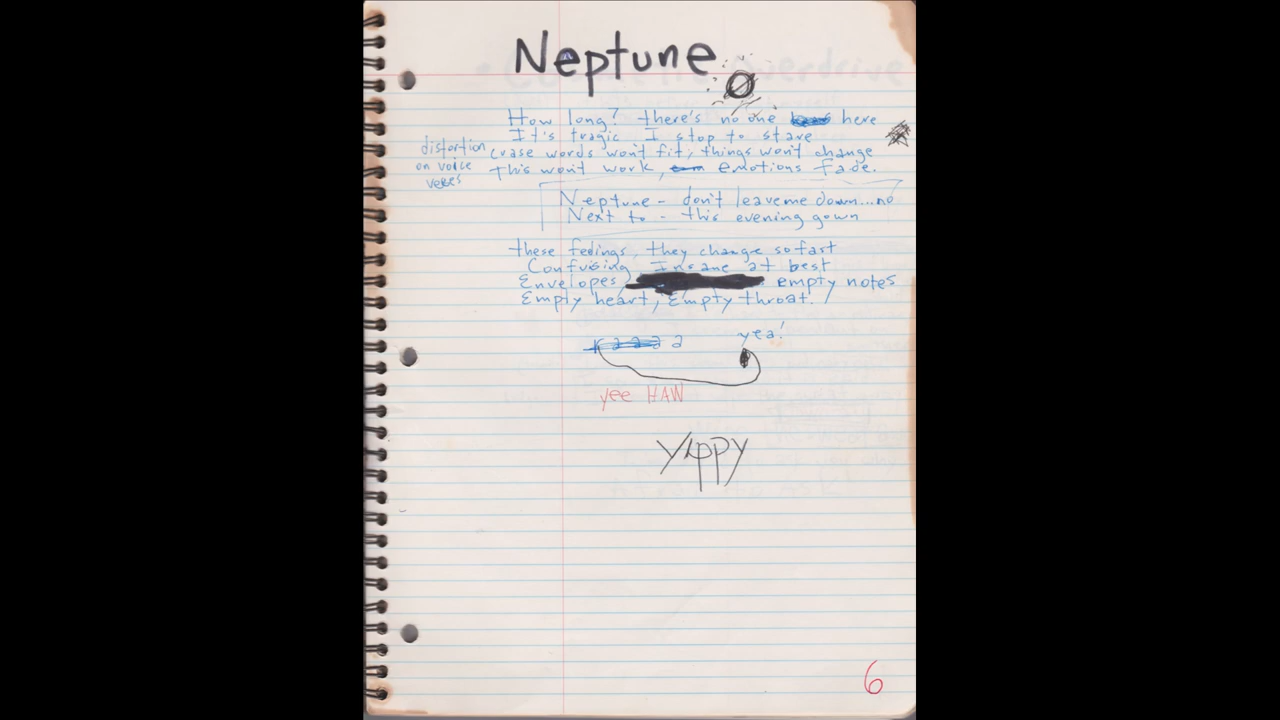 Neptune
How long? there's no one here
It's tragic I stop to stare
crase words won't fit, things won't change
This won't work, emotions fade.
distortion
on voice
verses
Neptune - don't leave me down...no
Next to - this evening gown
these feelings, they change so fast
Confusing Insane at best
Envelopes, empty notes
Empty heart, Empty throat!
yea!
yee HAW
YIPPY
6